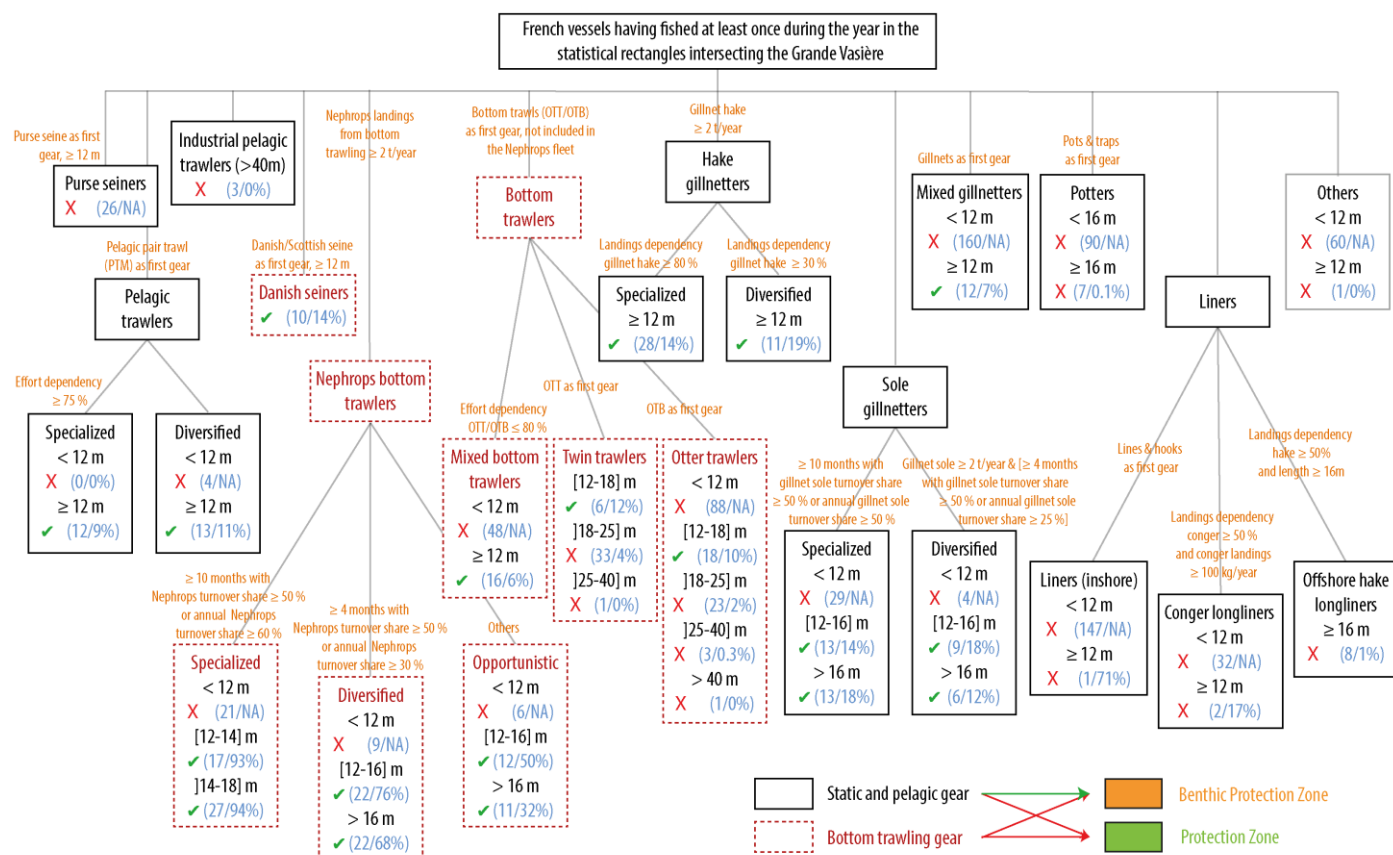 French vessels having fished at least once during the year in the
statistical rectangles intersecting the Grande Vasière
Purse seine as first
gear, ≥ 12 m
Purse seiners
X (26/NA)
Industrial pelagic
trawlers (>40m)
X (3/0%)
Pelagic pair trawl
(PTM) as first gear
Pelagic
trawlers
Effort dependency
≥ 75 %
Specialized
< 12 m
X (0/0%)
≥ 12 m
✔ (12/9%)
Diversified
< 12 m
X (4/NA)
≥ 12 m
✔ (13/11%)
Danish/Scottish seine
as first gear, ≥ 12 m
Danish seiners
✔ (10/14%)
Nephrops landings
from bottom
trawling ≥ 2 t/year
Nephrops bottom
trawlers
≥ 10 months with
Nephrops turnover share ≥ 50 %
or annual Nephrops
turnover share ≥ 60 %
Specialized
< 12 m
X (21/NA)
[12-14] m
✔ (17/93%)
]14-18] m
✔ (27/94%)
≥ 4 months with
Nephrops turnover share ≥ 50 %
or annual Nephrops
turnover share ≥ 30 %
Diversified
< 12 m
X (9/NA)
[12-16] m
✔ (22/76%)
> 16 m
✔ (22/68%)
Others
Opportunistic
< 12 m
X (6/NA)
[12-16] m
✔ (12/50%)
> 16 m
✔ (11/32%)
Bottom trawls (OTT/OTB)
as first gear, not included in
the Nephrops fleet
Bottom
trawlers
Effort dependency
OTT/OTB ≤ 80 %
Mixed bottom
trawlers
< 12 m
X (48/NA)
≥ 12 m
✔ (16/6%)
OTT as first gear
Twin trawlers
[12-18] m
✔ (6/12%)
]18-25] m
X (33/4%)
]25-40] m
X (1/0%)
OTB as first gear
Otter trawlers
< 12 m
X (88/NA)
[12-18] m
✔ (18/10%)
]18-25] m
X (23/2%)
]25-40] m
X (3/0.3%)
> 40 m
X (1/0%)
Gillnet hake
≥ 2 t/year
Hake
gillnetters
Landings dependency
gillnet hake ≥ 80 %
Specialized
≥ 12 m
✔ (28/14%)
Landings dependency
gillnet hake ≥ 30 %
Diversified
≥ 12 m
✔ (11/19%)
Sole
gillnetters
≥ 10 months with
gillnet sole turnover share
≥ 50 % or annual gillnet sole
turnover share ≥ 50%
Specialized
< 12 m
X (29/NA)
[12-16] m
✔ (13/14%)
> 16 m
✔ (13/18%)
Gillnet sole ≥ 2 t/year & [≥ 4 months
with gillnet sole turnover share
≥ 50 % or annual gillnet sole
turnover share ≥ 25 %]
Diversified
< 12 m
X (4/NA)
[12-16] m
✔ (9/18%)
> 16 m
✔ (6/12%)
Gillnets as first gear
Mixed gillnetters
< 12 m
X (160/NA)
≥ 12 m
✔ (12/7%)
Pots & traps
as first gear
Potters
< 16 m
X (90/NA)
≥ 16 m
X (7/0.1%)
Liners
Lines & hooks
as first gear
Liners (inshore)
< 12 m
X (147/NA)
≥ 12 m
X (1/71%)
Landings dependency
conger ≥ 50 %
and conger landings
≥ 100 kg/year
Conger longliners
< 12 m
X (32/NA)
≥ 12 m
X (2/17%)
Landings dependency
hake ≥ 50%
and length ≥ 16m
Offshore hake
longliners
≥ 16 m
X (8/1%)
Others
< 12 m
X (60/NA)
≥ 12 m
X (1/0%)
Static and pelagic gear
Benthic Protection Zone
Bottom trawling gear
Protection Zone